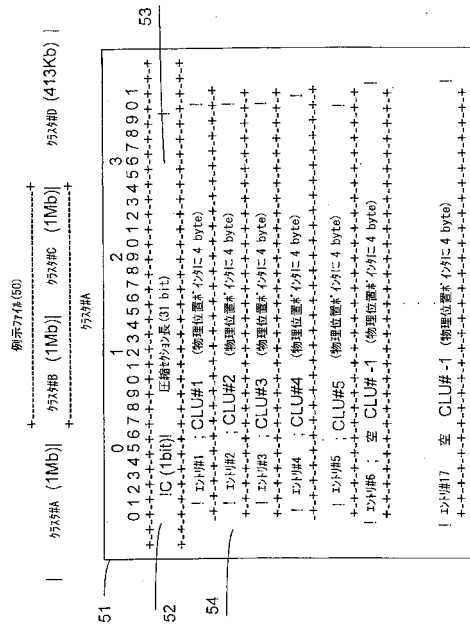 例示ファイル(50)
+-----------------------------+
| クラスタ#A (1Mb)| クラスタ#B (1Mb)| クラスタ#C (1Mb)| クラスタ#D (413Kb) |
+-----------------------------+
クラスタ#A
51
0 1 2 3
01234567890123456789012345678901
+-+-+-+-+-+-+-+-+-+-+-+-+-+-+-+-+-+-+-+-+-+-+-+-+-+-+-+-+-+-+-+-+
52
!C (1bit)! 圧縮セクション長 (31 bit) !
53
+-+-+-+-+-+-+-+-+-+-+-+-+-+-+-+-+-+-+-+-+-+-+-+-+-+-+-+-+-+-+-+-+
! エントリ#1 ; CLU#1 (物理位置ポインタに 4 byte) !
+-+-+-+-+-+-+-+-+-+-+-+-+-+-+-+-+-+-+-+-+-+-+-+-+-+-+-+-+-+-+-+-+
54
! エントリ#2 ; CLU#2 (物理位置ポインタに 4 byte) !
+-+-+-+-+-+-+-+-+-+-+-+-+-+-+-+-+-+-+-+-+-+-+-+-+-+-+-+-+-+-+-+-+
! エントリ#3 ; CLU#3 (物理位置ポインタに 4 byte) !
+-+-+-+-+-+-+-+-+-+-+-+-+-+-+-+-+-+-+-+-+-+-+-+-+-+-+-+-+-+-+-+-+
! エントリ#4 ; CLU#4 (物理位置ポインタに 4 byte) !
+-+-+-+-+-+-+-+-+-+-+-+-+-+-+-+-+-+-+-+-+-+-+-+-+-+-+-+-+-+-+-+-+
! エントリ#5 ; CLU#5 (物理位置ポインタに 4 byte) !
+-+-+-+-+-+-+-+-+-+-+-+-+-+-+-+-+-+-+-+-+-+-+-+-+-+-+-+-+-+-+-+-+
! エントリ#6 ; 空 CLU# -1 (物理位置ポインタに 4 byte) !
+-+-+-+-+-+-+-+-+-+-+-+-+-+-+-+-+-+-+-+-+-+-+-+-+-+-+-+-+-+-+-+-+
! エントリ#17 空 CLU# -1 (物理位置ポインタに 4 byte) !
+-+-+-+-+-+-+-+-+-+-+-+-+-+-+-+-+-+-+-+-+-+-+-+-+-+-+-+-+-+-+-+-+